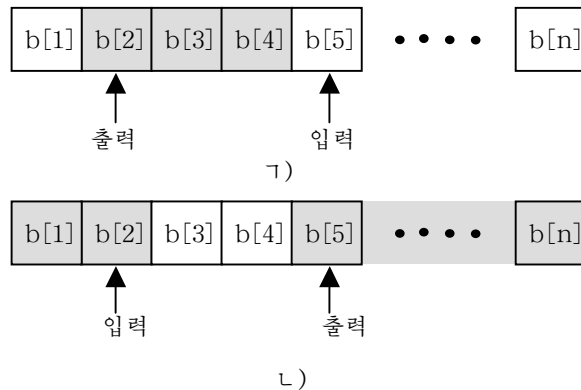 b[1] b[2] b[3] b[4] b[5] • • • • b[n]
출력 입력
ㄱ)
b[1] b[2] b[3] b[4] b[5] • • • • b[n]
입력 출력
ㄴ)